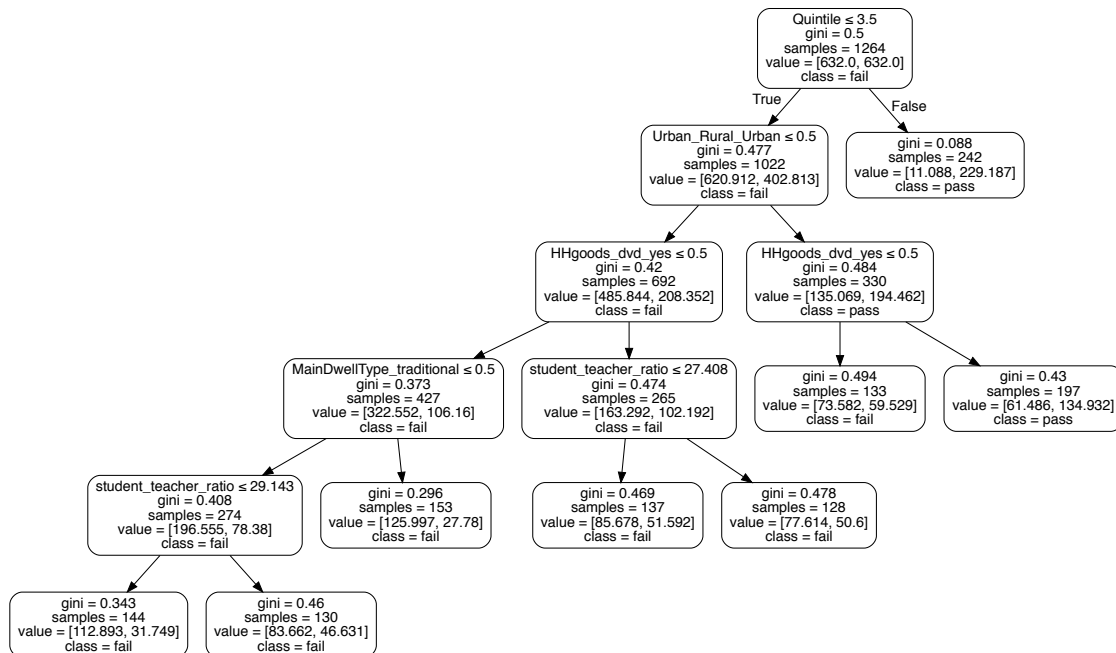 Quintile ≤ 3.5
gini = 0.5
samples = 1264
value = [632.0, 632.0]
class = fail
True
False
Urban_Rural_Urban ≤ 0.5
gini = 0.477
samples = 1022
value = [620.912, 402.813]
class = fail
gini = 0.088
samples = 242
value = [11.088, 229.187]
class = pass
HHgoods_dvd_yes ≤ 0.5
gini = 0.42
samples = 692
value = [485.844, 208.352]
class = fail
HHgoods_dvd_yes ≤ 0.5
gini = 0.484
samples = 330
value = [135.069, 194.462]
class = pass
MainDwellType_traditional ≤ 0.5
gini = 0.373
samples = 427
value = [322.552, 106.16]
class = fail
student_teacher_ratio ≤ 27.408
gini = 0.474
samples = 265
value = [163.292, 102.192]
class = fail
gini = 0.494
samples = 133
value = [73.582, 59.529]
class = fail
gini = 0.43
samples = 197
value = [61.486, 134.932]
class = pass
student_teacher_ratio ≤ 29.143
gini = 0.408
samples = 274
value = [196.555, 78.38]
class = fail
gini = 0.296
samples = 153
value = [125.997, 27.78]
class = fail
gini = 0.469
samples = 137
value = [85.678, 51.592]
class = fail
gini = 0.478
samples = 128
value = [77.614, 50.6]
class = fail
gini = 0.343
samples = 144
value = [112.893, 31.749]
class = fail
gini = 0.46
samples = 130
value = [83.662, 46.631]
class = fail